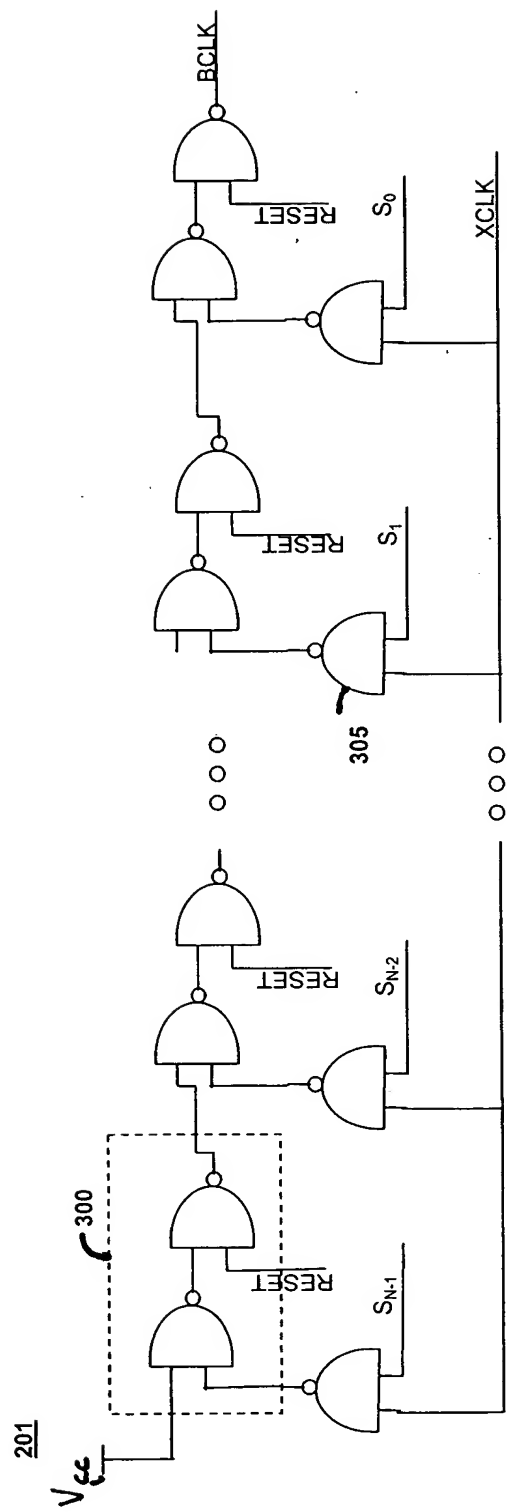 201
Vcc
300
BCLK
RESET
RESET
RESET
RESET
S_{N-1}
S_{N-2}
305
S_1
S_0
XCLK